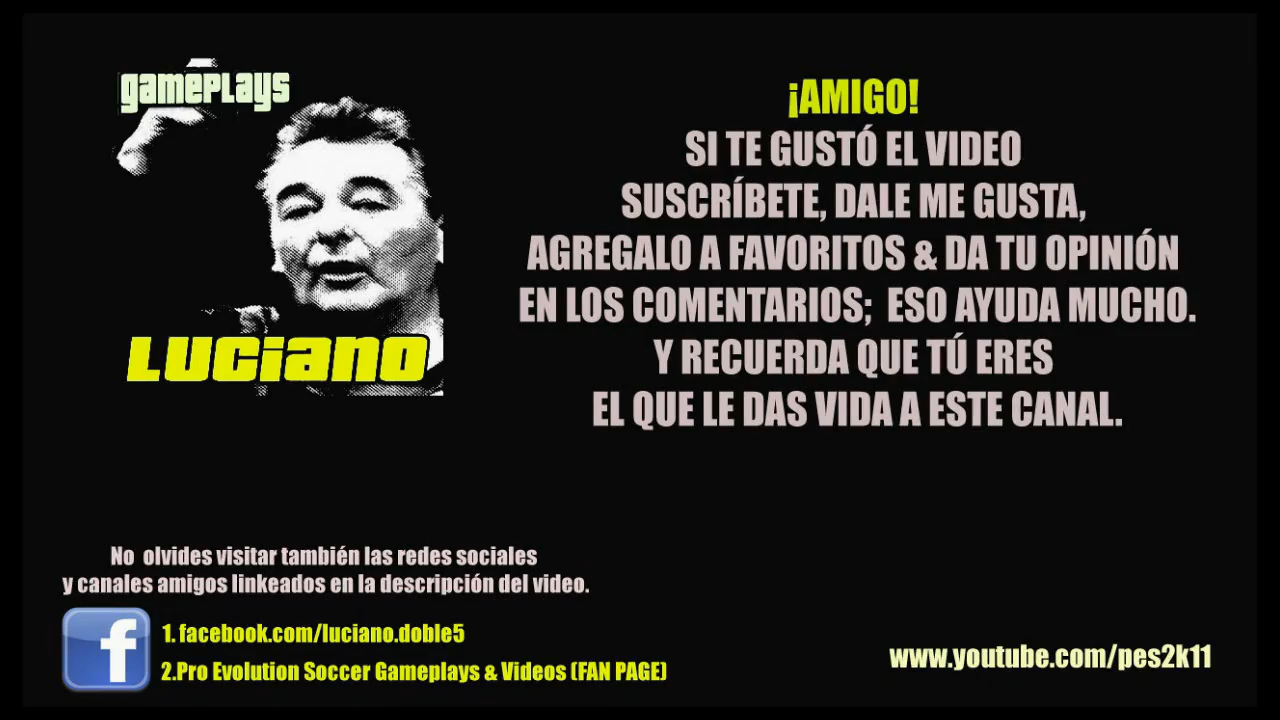 gamePLays
LUCiano
¡AMIGO!
SI TE GUSTÓ EL VIDEO
SUSCRÍBETE, DALE ME GUSTA,
AGREGALO A FAVORITOS & DA TU OPINIÓN
EN LOS COMENTARIOS; ESO AYUDA MUCHO.
Y RECUERDA QUE TÚ ERES
EL QUE LE DAS VIDA A ESTE CANAL.
No olvides visitar también las redes sociales
y canales amigos linkeados en la descripción del video.
f
1. facebook.com/luciano.doble5
2.Pro Evolution Soccer Gameplays & Videos (FAN PAGE)
www.youtube.com/pes2k11